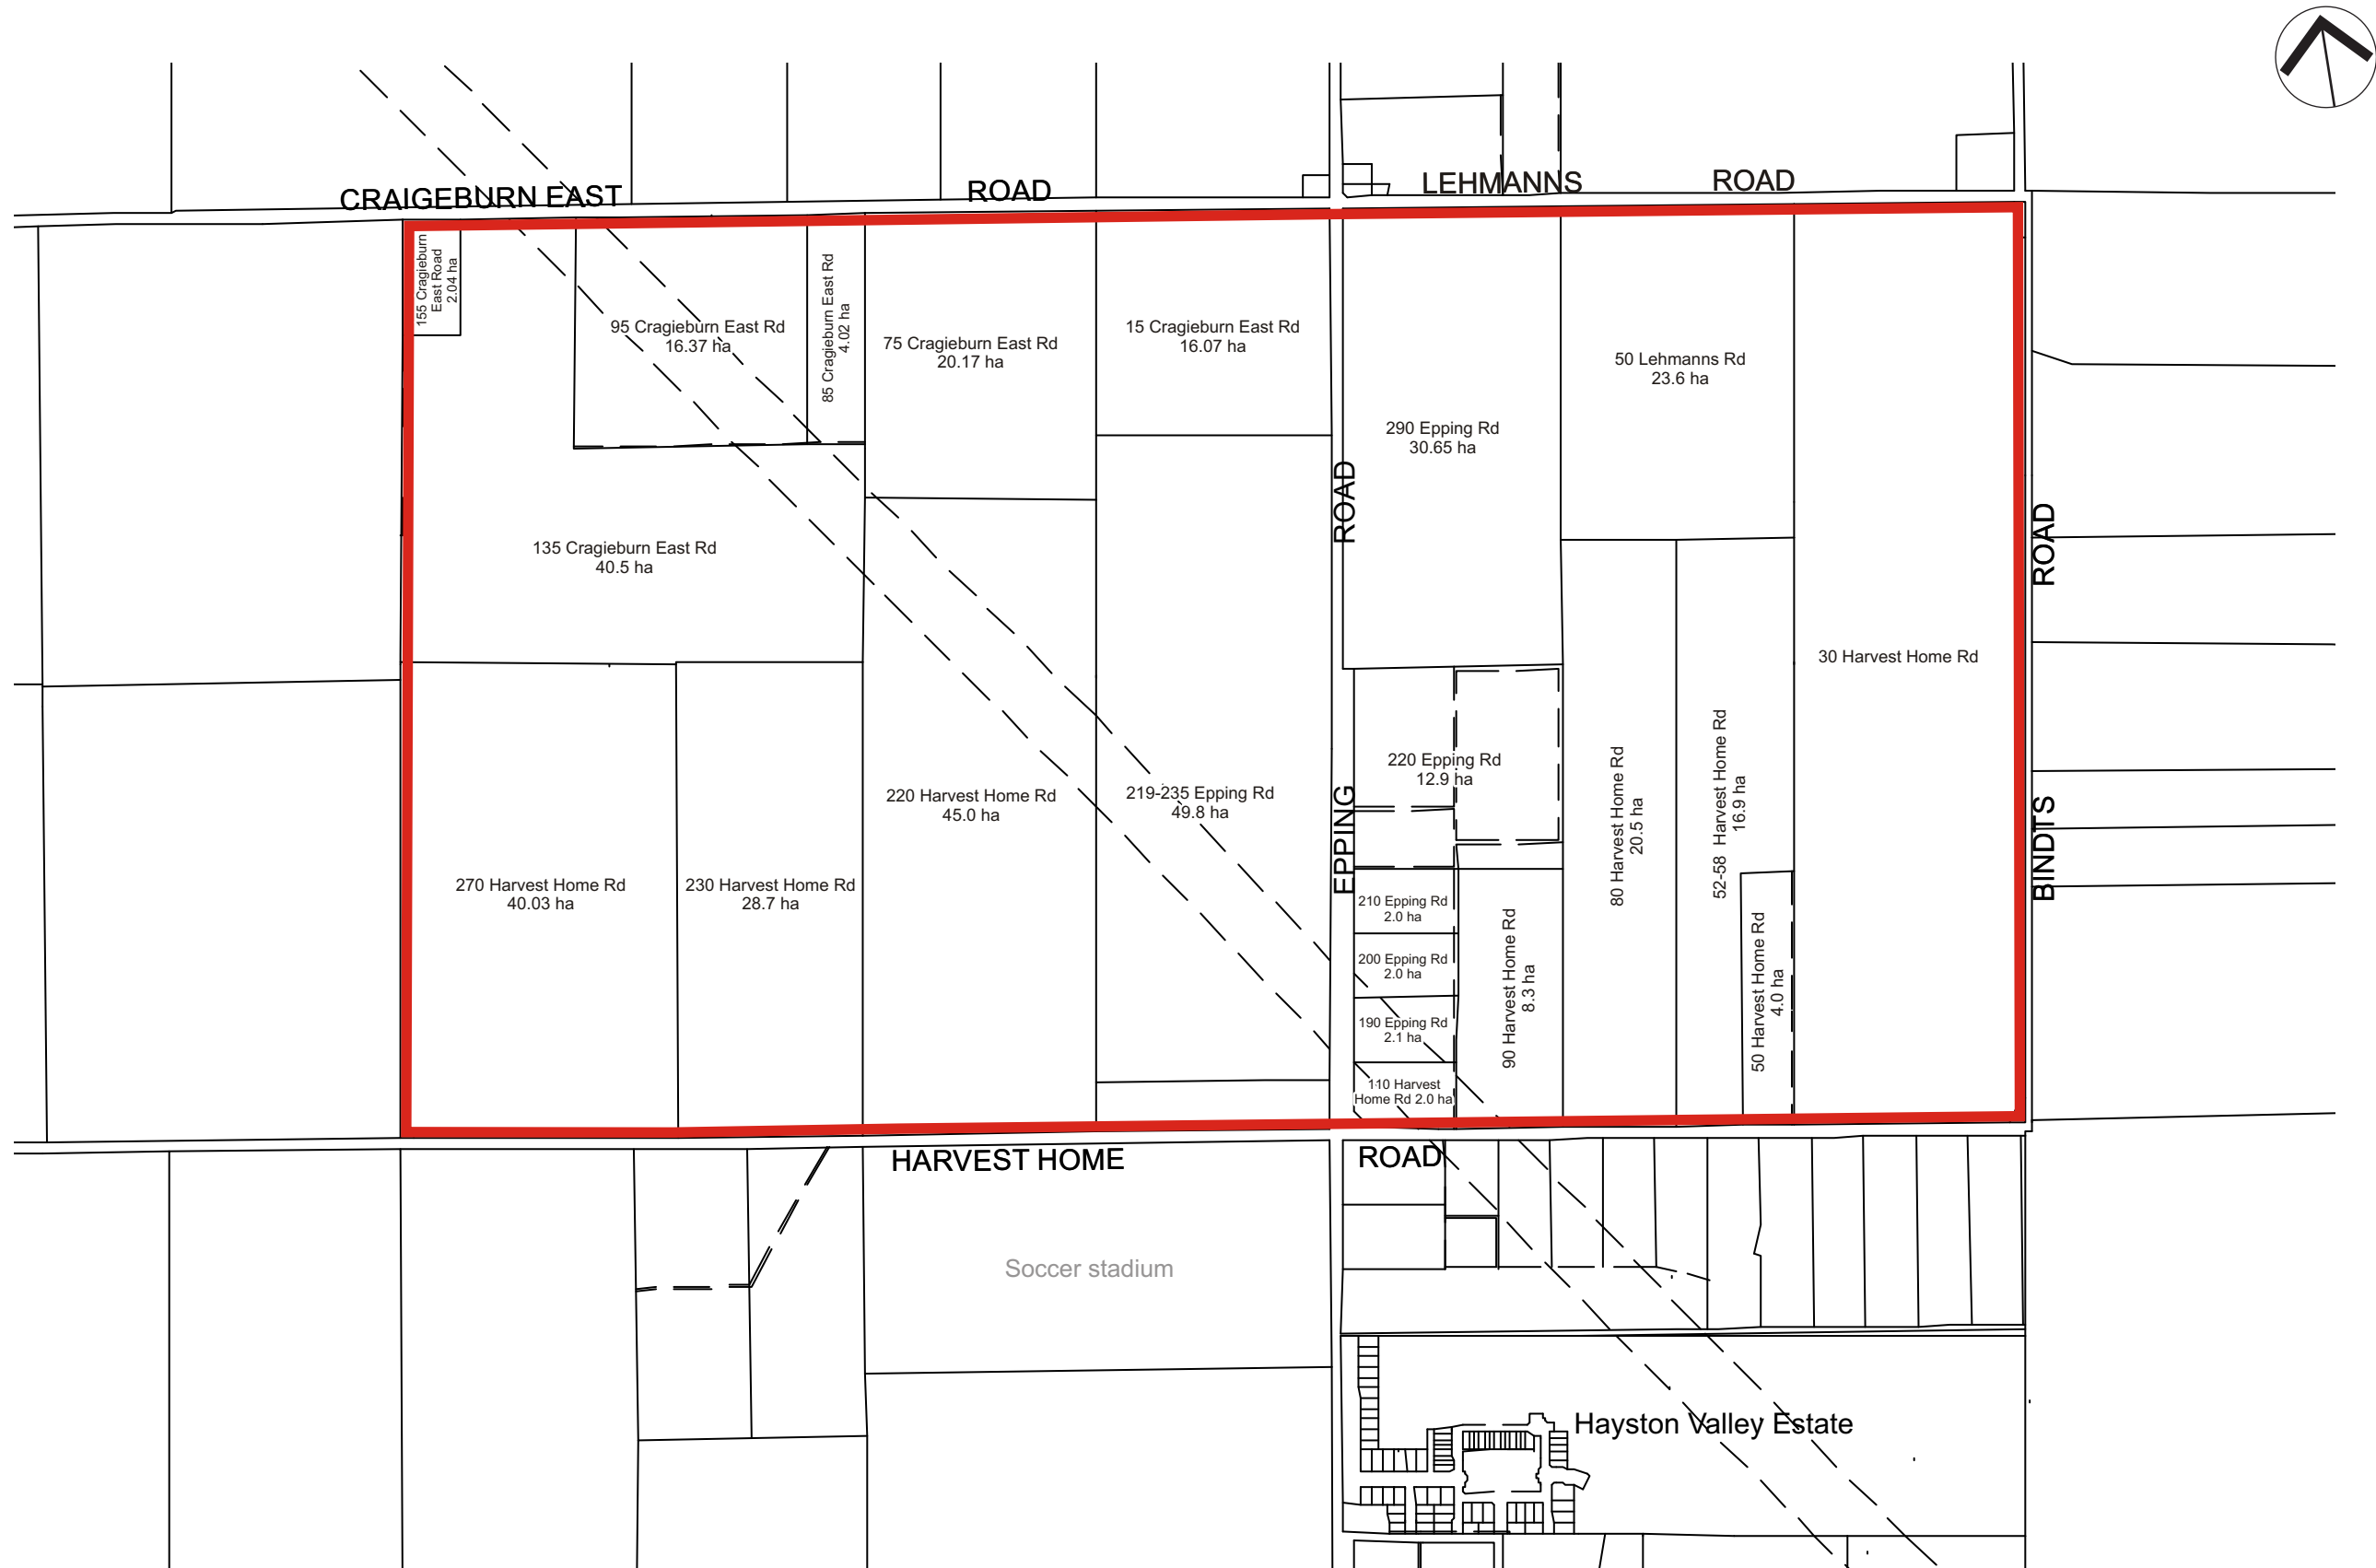 CRAIGEBURN EAST
ROAD
LEHMANNS
ROAD
155 Cragieburn
East Road
2.04 ha
95 Cragieburn East Rd
16.37 ha
85 Cragieburn East Rd
4.02 ha
75 Cragieburn East Rd
20.17 ha
15 Cragieburn East Rd
16.07 ha
290 Epping Rd
30.65 ha
50 Lehmanns Rd
23.6 ha
135 Cragieburn East Rd
40.5 ha
ROAD
ROAD
30 Harvest Home Rd
220 Epping Rd
12.9 ha
80 Harvest Home Rd
20.5 ha
52-58 Harvest Home Rd
16.9 ha
220 Harvest Home Rd
45.0 ha
219-235 Epping Rd
49.8 ha
EPPING
BINDTS
270 Harvest Home Rd
40.03 ha
230 Harvest Home Rd
28.7 ha
210 Epping Rd
2.0 ha
200 Epping Rd
2.0 ha
190 Epping Rd
2.1 ha
90 Harvest Home Rd
8.3 ha
50 Harvest Home Rd
4.0 ha
110 Harvest
Home Rd 2.0 ha
HARVEST HOME
ROAD
Soccer stadium
Hayston Valley Estate